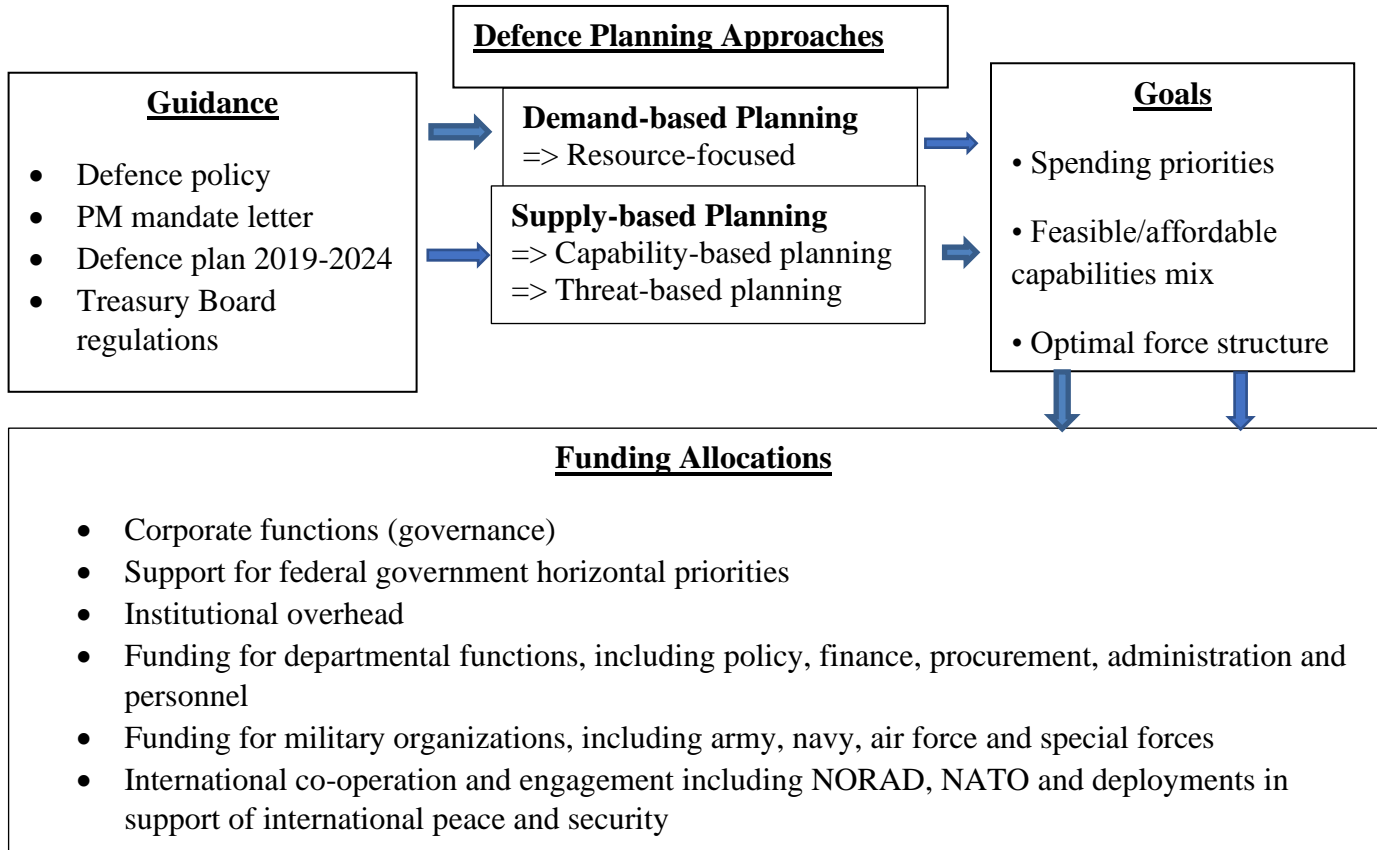 Defence Planning Approaches
Guidance
• Defence policy
• PM mandate letter
• Defence plan 2019-2024
• Treasury Board
regulations
Demand-based Planning
=> Resource-focused
Supply-based Planning
=> Capability-based planning
=> Threat-based planning
Goals
• Spending priorities
• Feasible/affordable
capabilities mix
• Optimal force structure
Funding Allocations
• Corporate functions (governance)
• Support for federal government horizontal priorities
• Institutional overhead
• Funding for departmental functions, including policy, finance, procurement, administration and
personnel
• Funding for military organizations, including army, navy, air force and special forces
• International co-operation and engagement including NORAD, NATO and deployments in
support of international peace and security